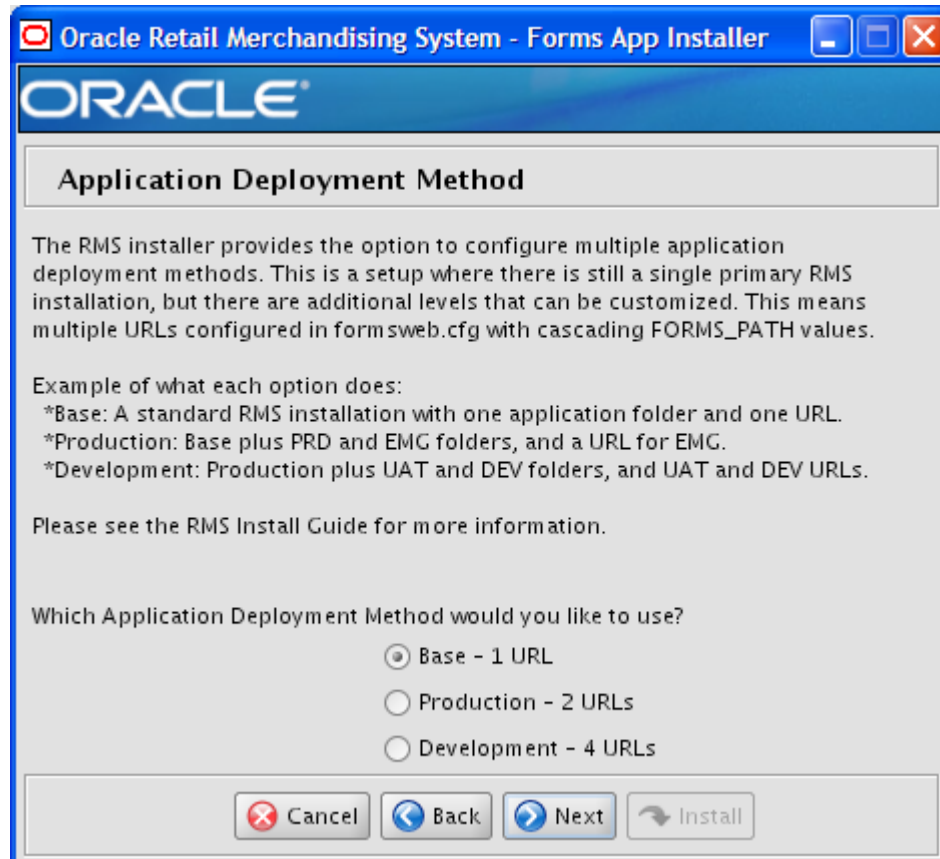 Oracle Retail Merchandising System - Forms App Installer
ORACLE
Application Deployment Method
The RMS installer provides the option to configure multiple application
deployment methods. This is a setup where there is still a single primary RMS
installation, but there are additional levels that can be customized. This means
multiple URLs configured in formsweb.cfg with cascading FORMS_PATH values.
Example of what each option does:
*Base: A standard RMS installation with one application folder and one URL.
*Production: Base plus PRD and EMG folders, and a URL for EMG.
*Development: Production plus UAT and DEV folders, and UAT and DEV URLs.
Please see the RMS Install Guide for more information.
Which Application Deployment Method would you like to use?
Base - 1 URL
Production - 2 URLs
Development - 4 URLs
Cancel Back Next Install